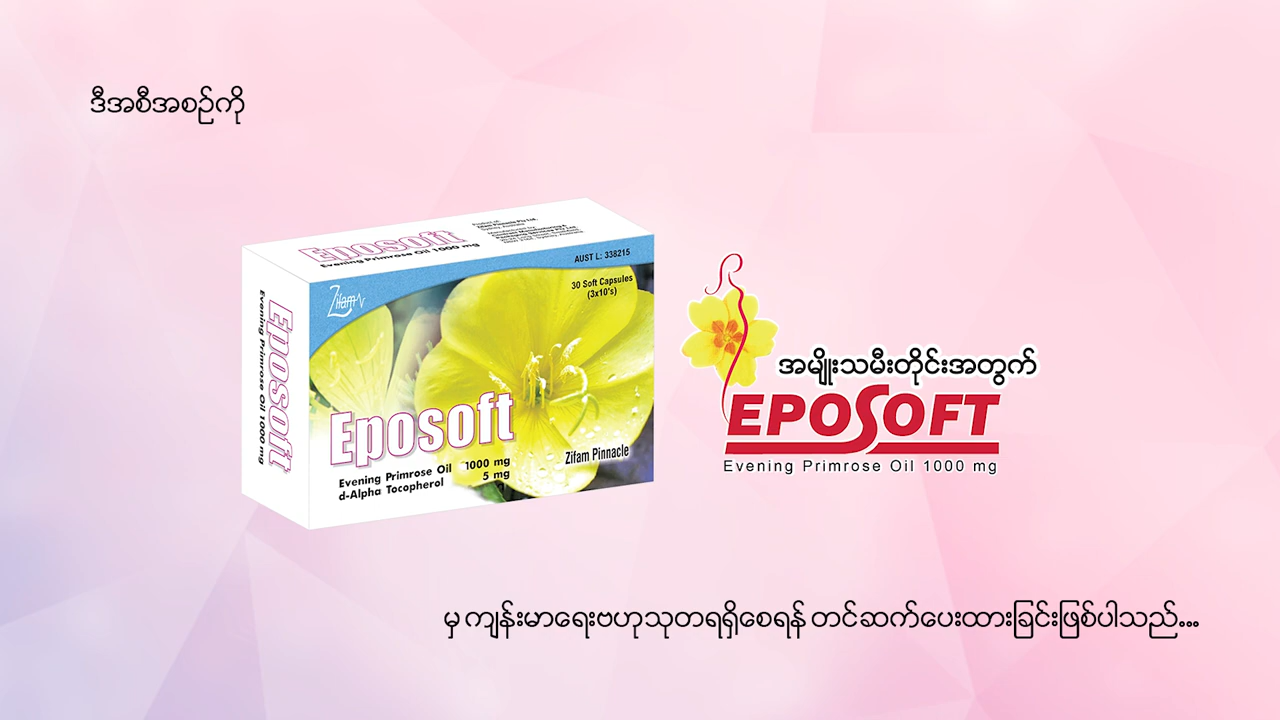 ဒီအစီအစဉ်ကို
Eposoft
Evening Primrose Oil 1000 mg
AUST L: 338215
30 Soft Capsules
(3x10's)
Zifam
Eposoft
Evening Primrose Oil 1000 mg
Eposoft
Evening Primrose Oil 1000 mg
d-Alpha Tocopherol 5 mg
Zifam Pinnacle
အမျိုးသမီးတိုင်းအတွက်
EPOSOFT
Evening Primrose Oil 1000 mg
မှ ကျန်းမာရေးဗဟုသုတရရှိစေရန် တင်ဆက်ပေးထားခြင်းဖြစ်ပါသည်...